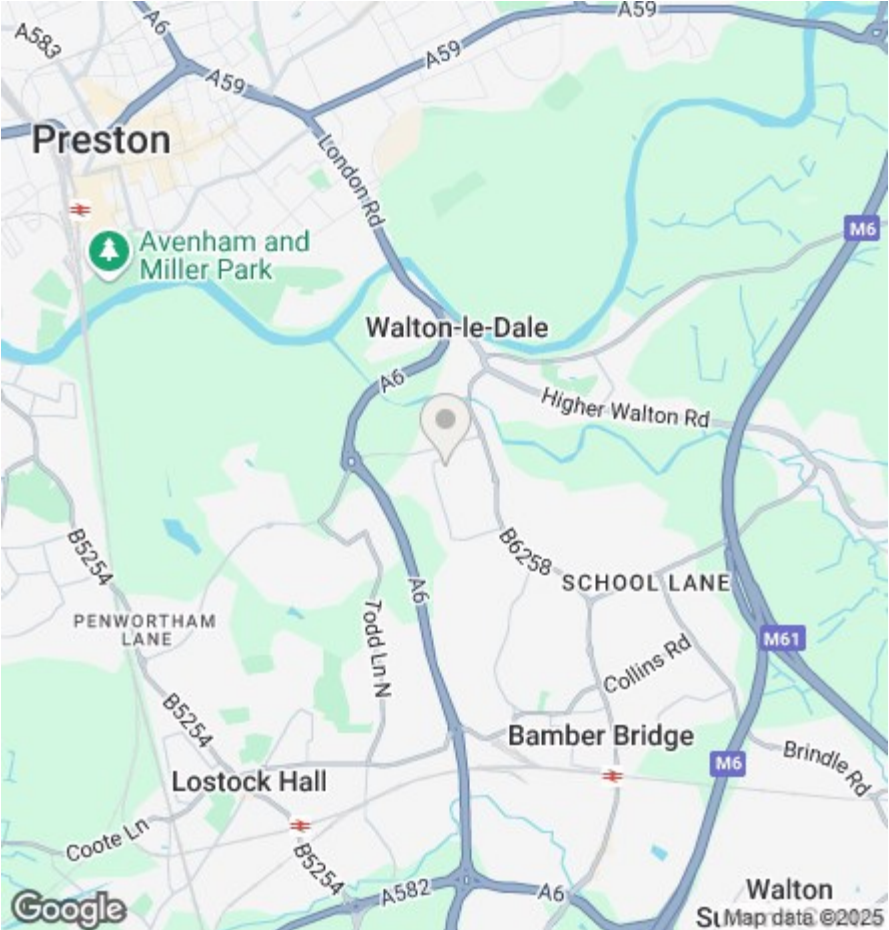 A6
A59
A583
A59
A59
Preston
London Rd
M6
Avenham and
Miller Park
Walton-le-Dale
A6
Higher Walton Rd
B5254
B6258
A6
SCHOOL LANE
PENWORTHAM
LANE
Todd Ln N
M61
Collins Rd
B5254
Bamber Bridge
M6
Brindle Rd
Lostock Hall
Coote Ln
B5254
A582
A6
Walton
Google
Map data ©2025